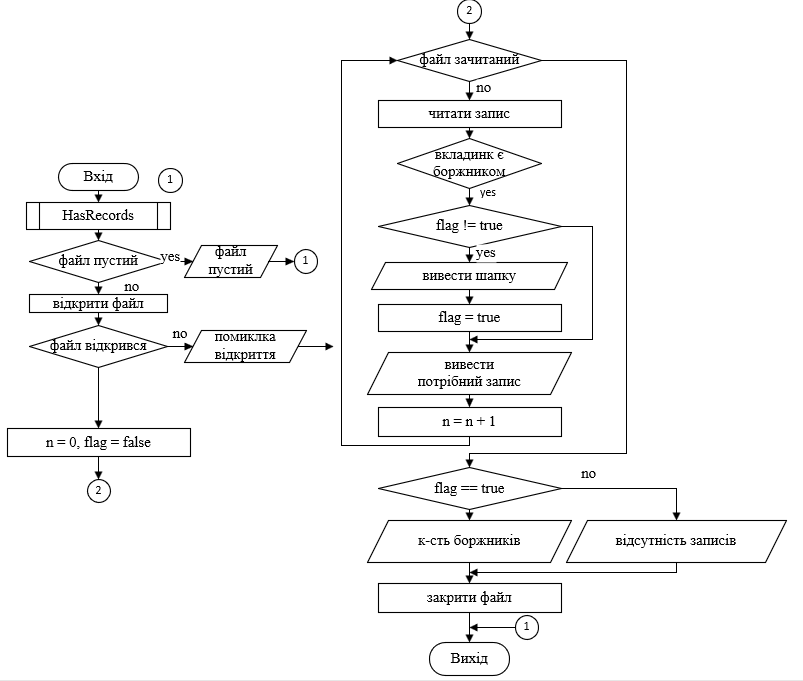 Вхід
1
HasRecords
файл пустий
yes
файл
пустий
1
no
відкрити файл
файл відкрився
no
помиклка
відкриття
n = 0, flag = false
2
2
файл зачитаний
no
читати запис
вкладинк є
боржником
yes
flag != true
yes
вивести шапку
flag = true
вивести
потрібний запис
n = n + 1
flag == true
no
к-сть боржників
відсутність записів
закрити файл
1
Вихід